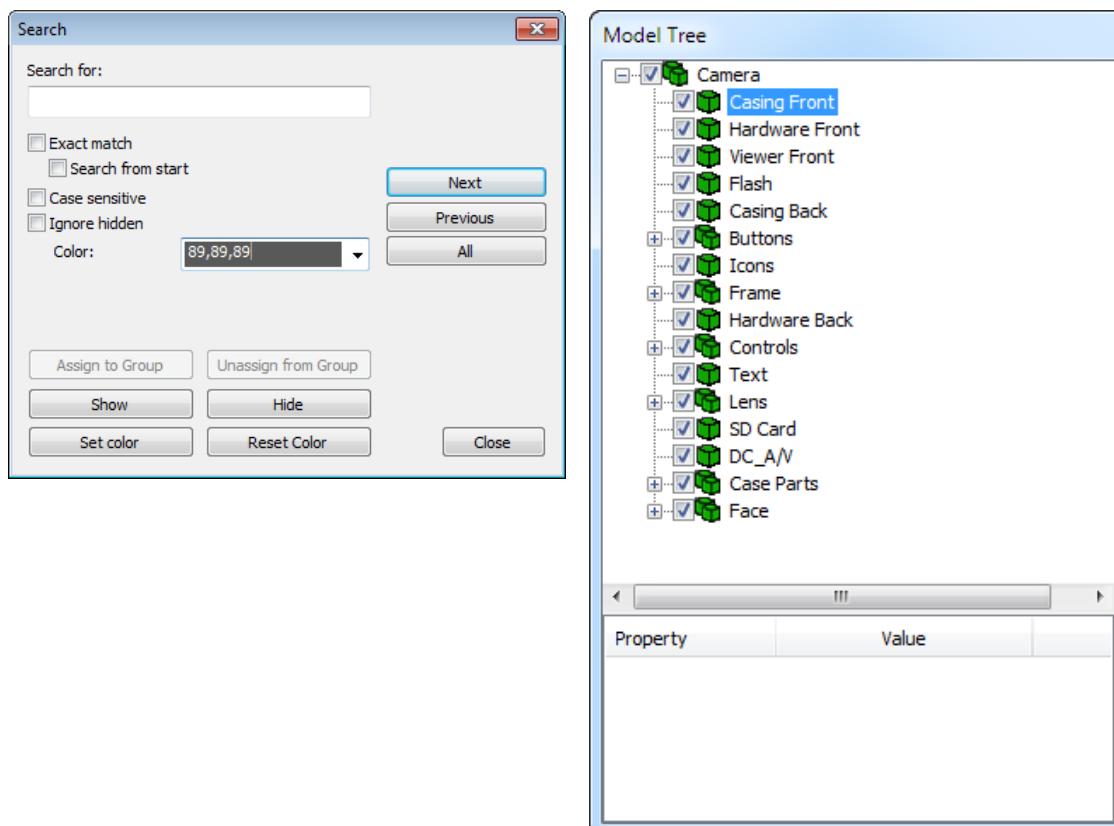 Search
Search for:
Exact match
Search from start
Case sensitive
Ignore hidden
Color:
89,89,89
Next
Previous
All
Assign to Group
Unassign from Group
Show
Hide
Set color
Reset Color
Close
Model Tree
Camera
Casing Front
Hardware Front
Viewer Front
Flash
Casing Back
Buttons
Icons
Frame
Hardware Back
Controls
Text
Lens
SD Card
DC_A/V
Case Parts
Face
Property Value